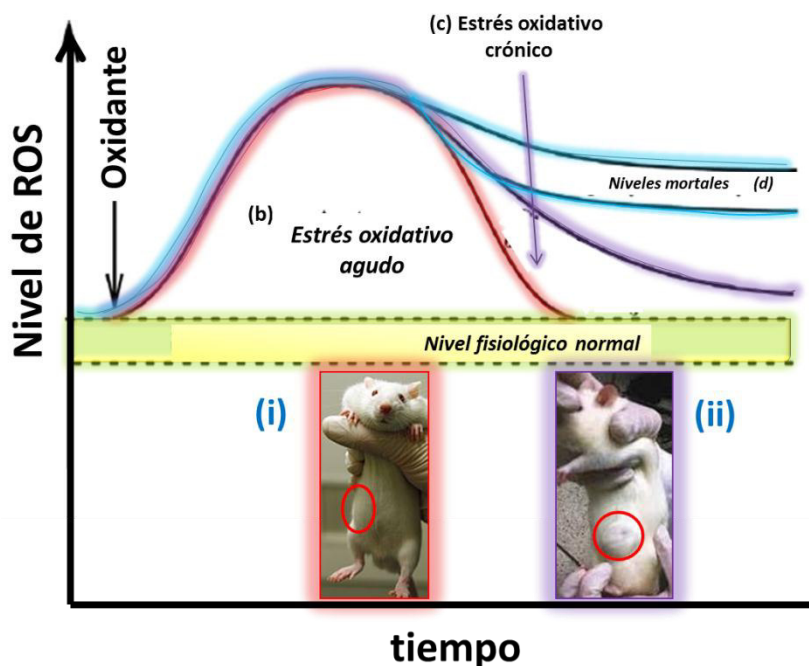 (c) Estrés oxidativo
crónico
Nivel de ROS
Oxidante
Niveles mortales (d)
(b)
Estrés oxidativo
agudo
Nivel fisiológico normal
(i)
(ii)
tiempo